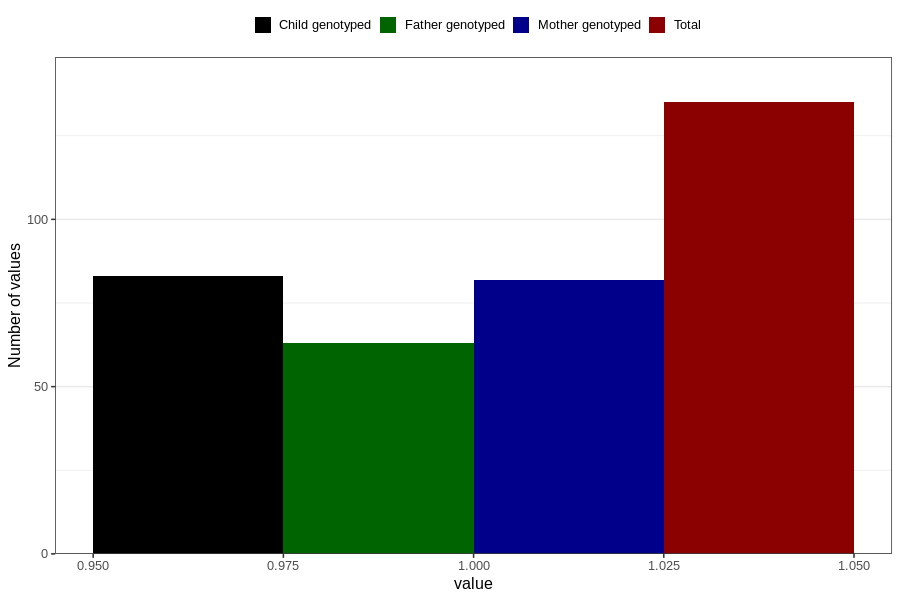 Child genotyped Father genotyped Mother genotyped Total
Number of values
100
50
0
0.950 0.975 1.000 1.025 1.050
value